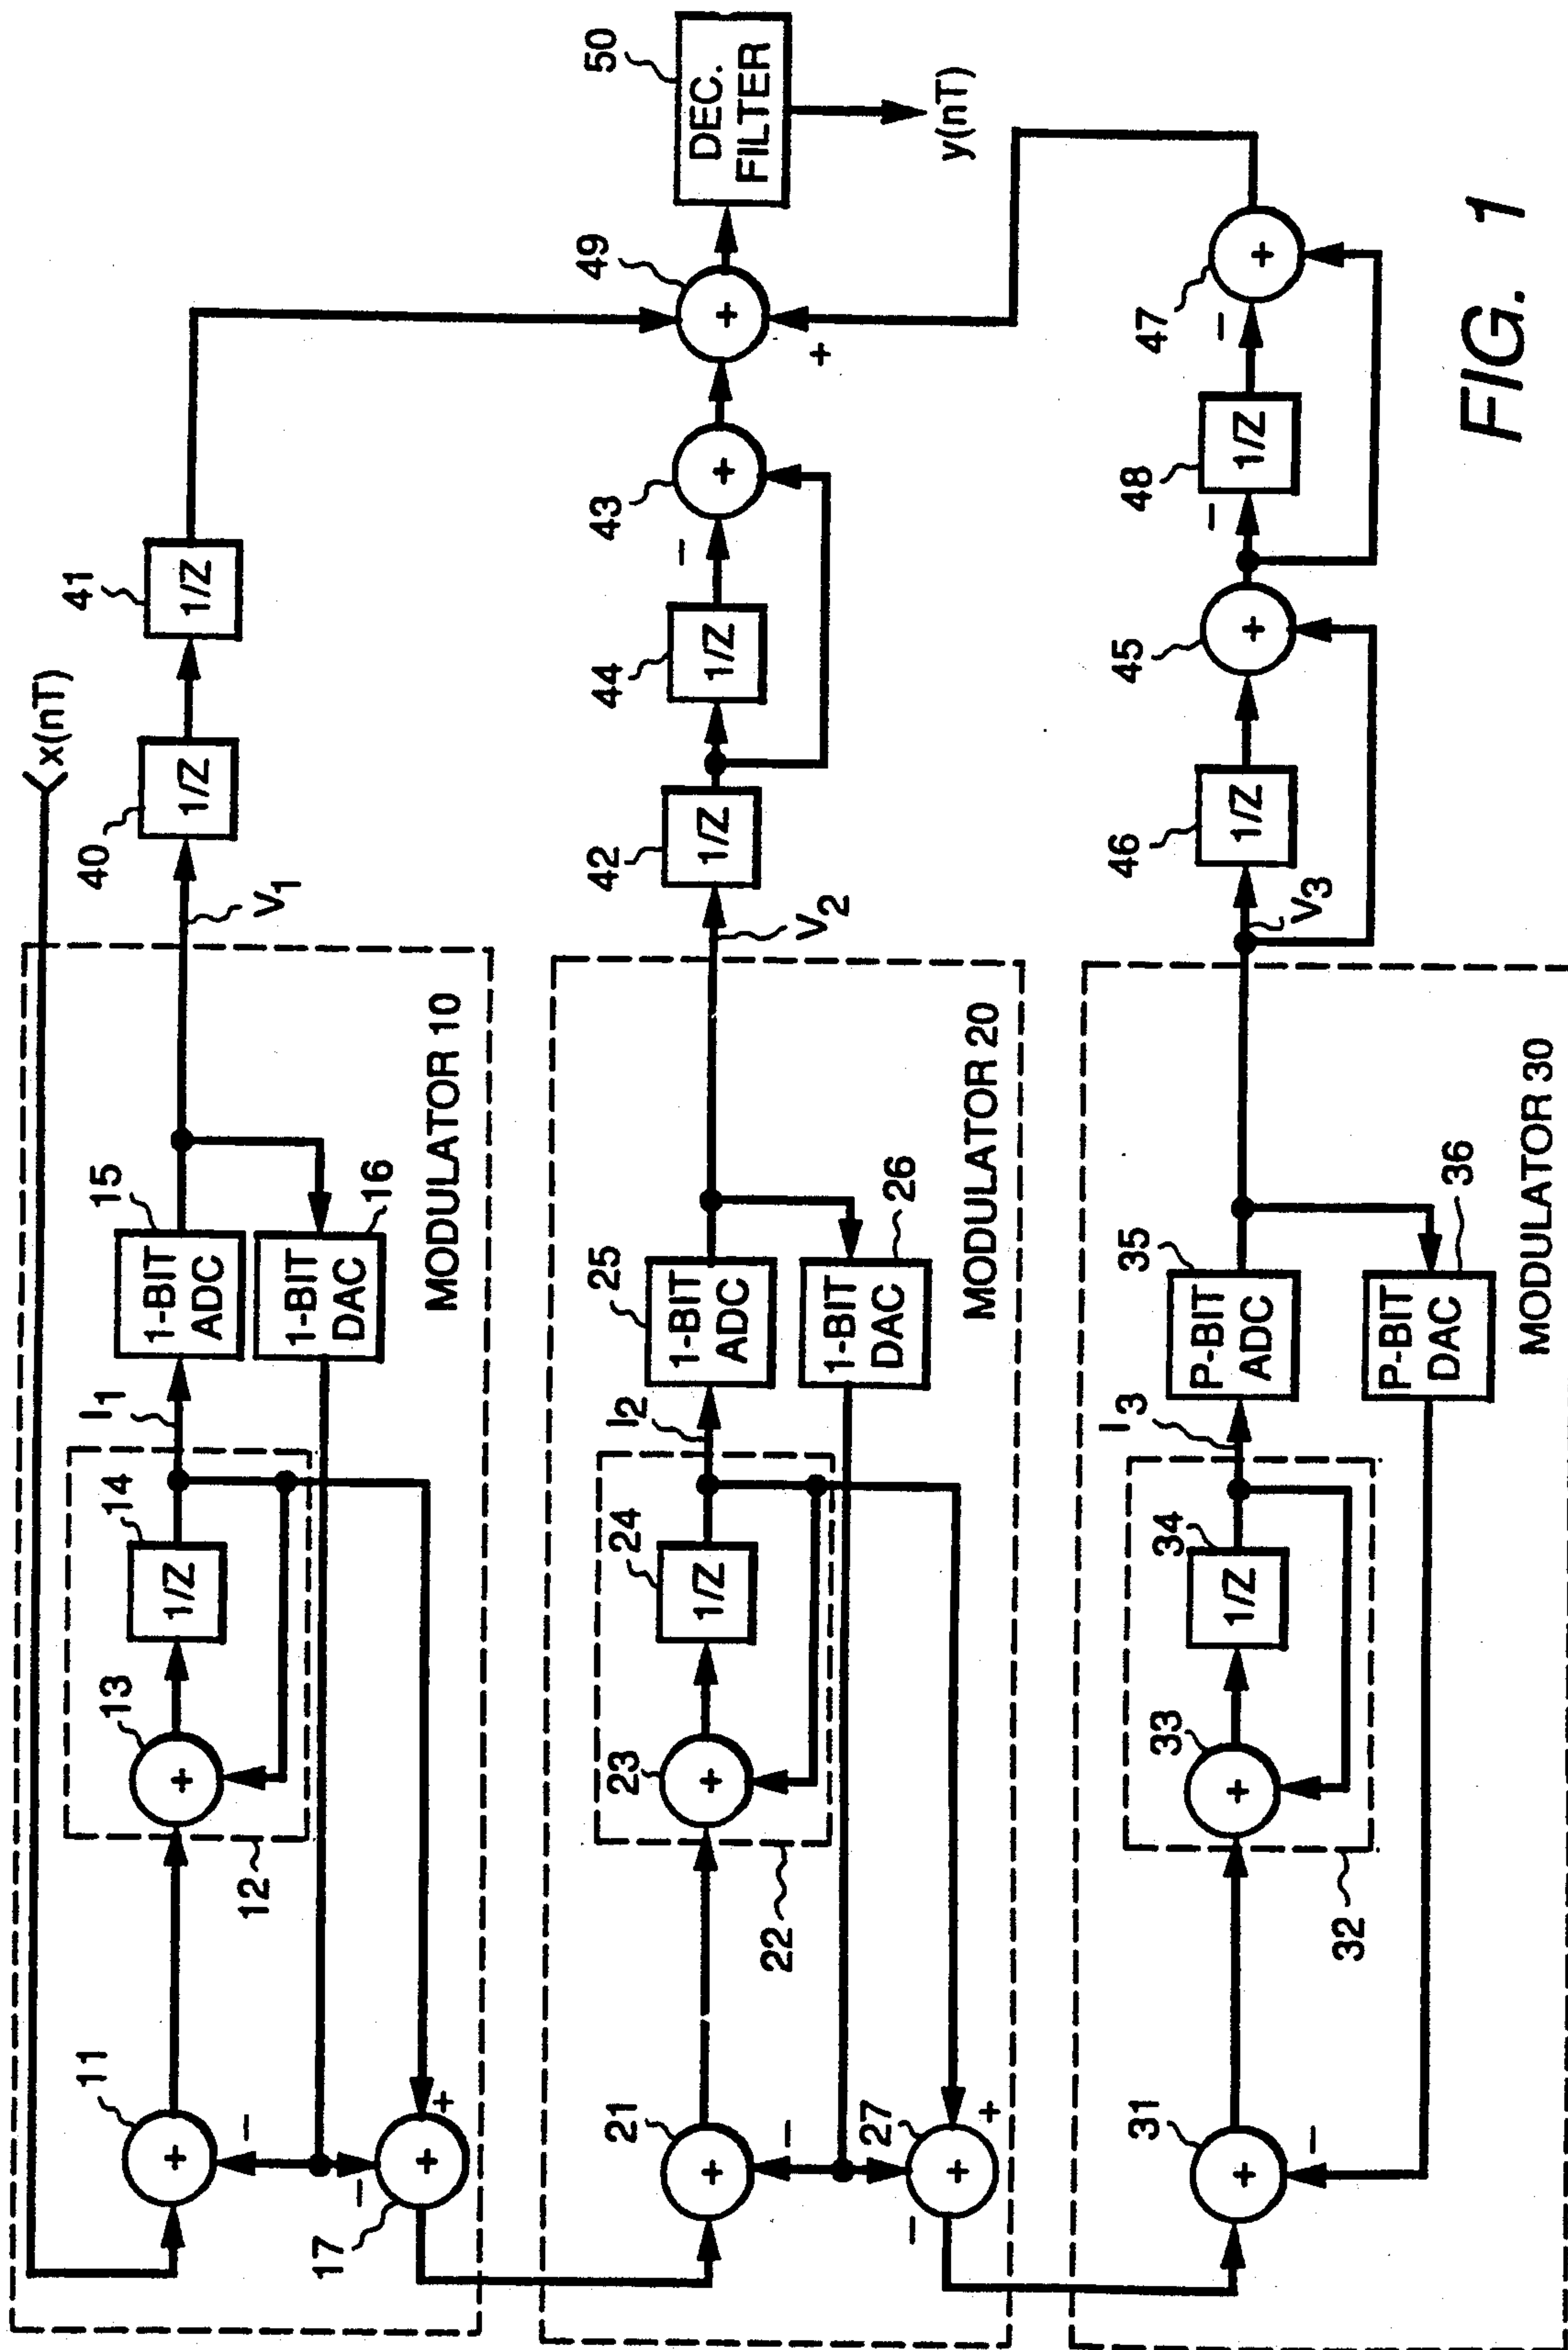 x(nT)
11
12
13
+
14
1/Z
I1
15
1-BIT
ADC
16
1-BIT
DAC
+
−
−
17
+
+
MODULATOR 10
V1
40
1/Z
41
1/Z
21
+
−
22
23
+
24
1/Z
I2
25
1-BIT
ADC
26
1-BIT
DAC
27
+
+
−
MODULATOR 20
V2
42
1/Z
44
1/Z
−
43
+
49
+
+
50
DEC.
FILTER
y(nT)
31
+
−
32
33
+
34
1/Z
I3
35
P-BIT
ADC
36
P-BIT
DAC
MODULATOR 30
V3
46
1/Z
45
+
−
48
1/Z
−
47
+
FIG. 1